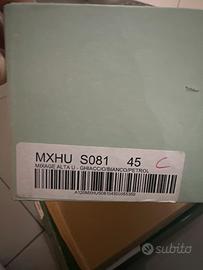 MXHU S081 45 C
MIXAGE ALTA U - GHIACCIO/BIANCO/PETROL
subito